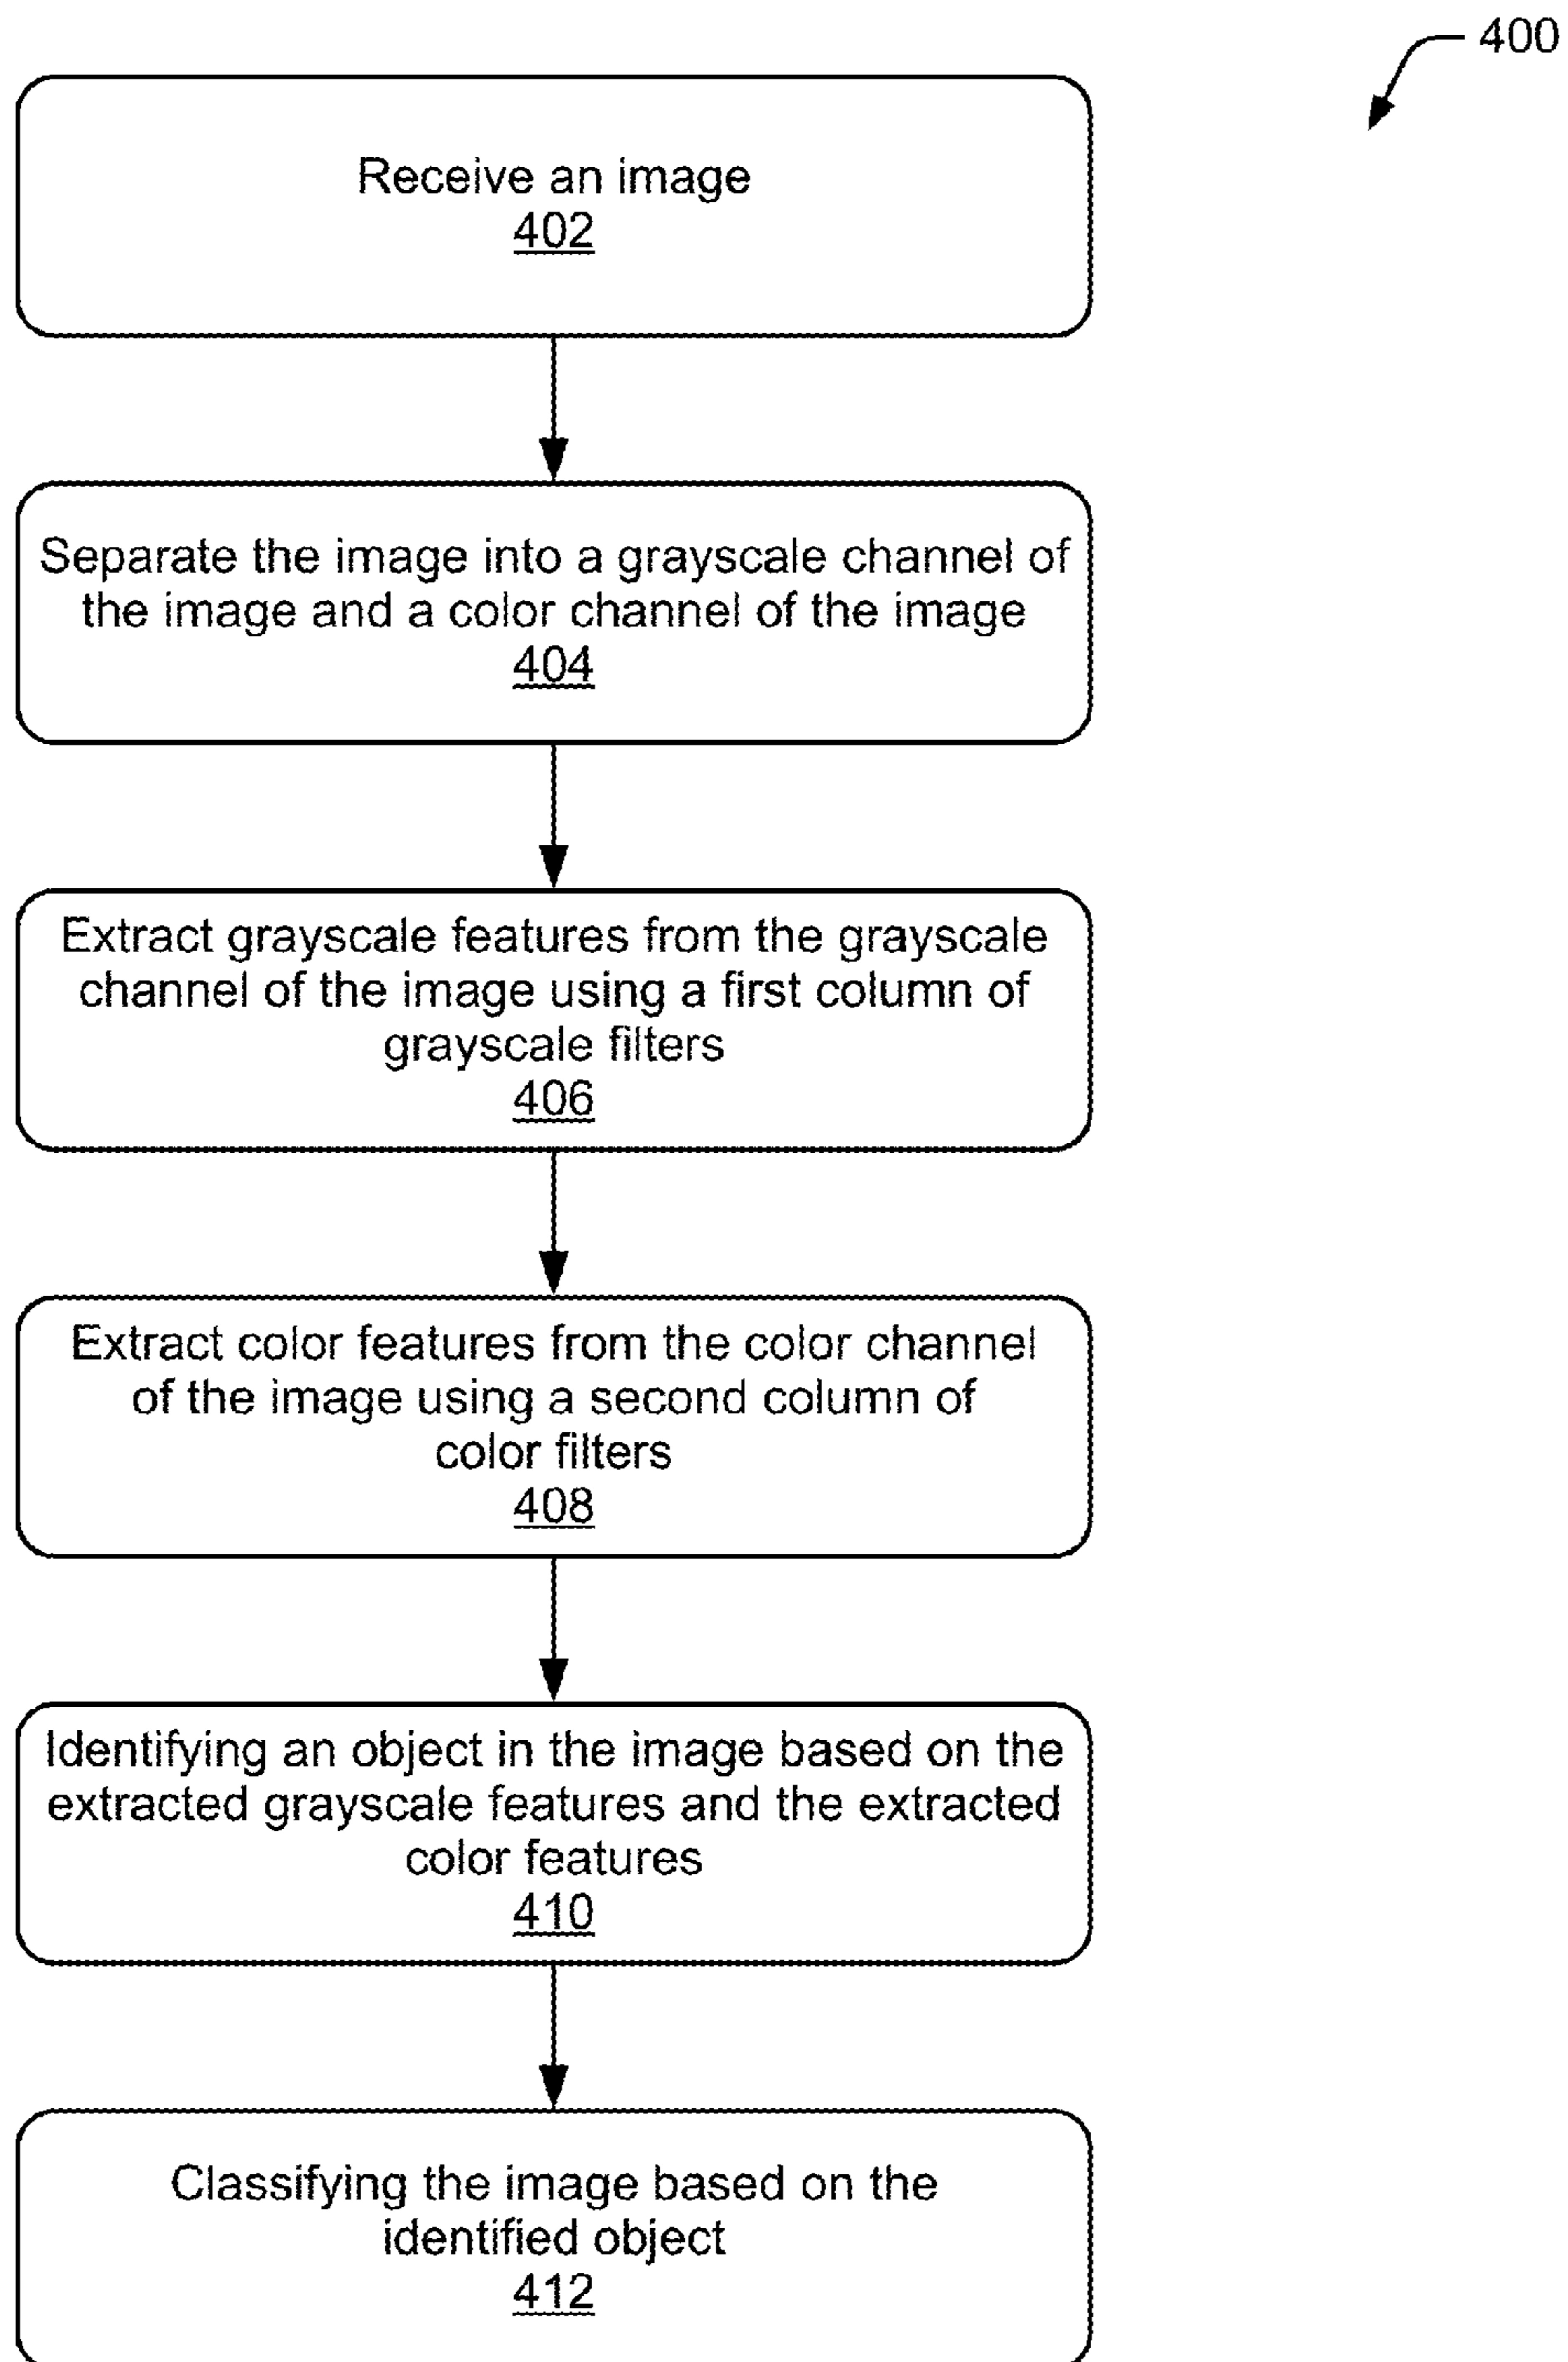 400
Receive an image
402
Separate the image into a grayscale channel of
the image and a color channel of the image
404
Extract grayscale features from the grayscale
channel of the image using a first column of
grayscale filters
406
Extract color features from the color channel
of the image using a second column of
color filters
408
Identifying an object in the image based on the
extracted grayscale features and the extracted
color features
410
Classifying the image based on the
identified object
412